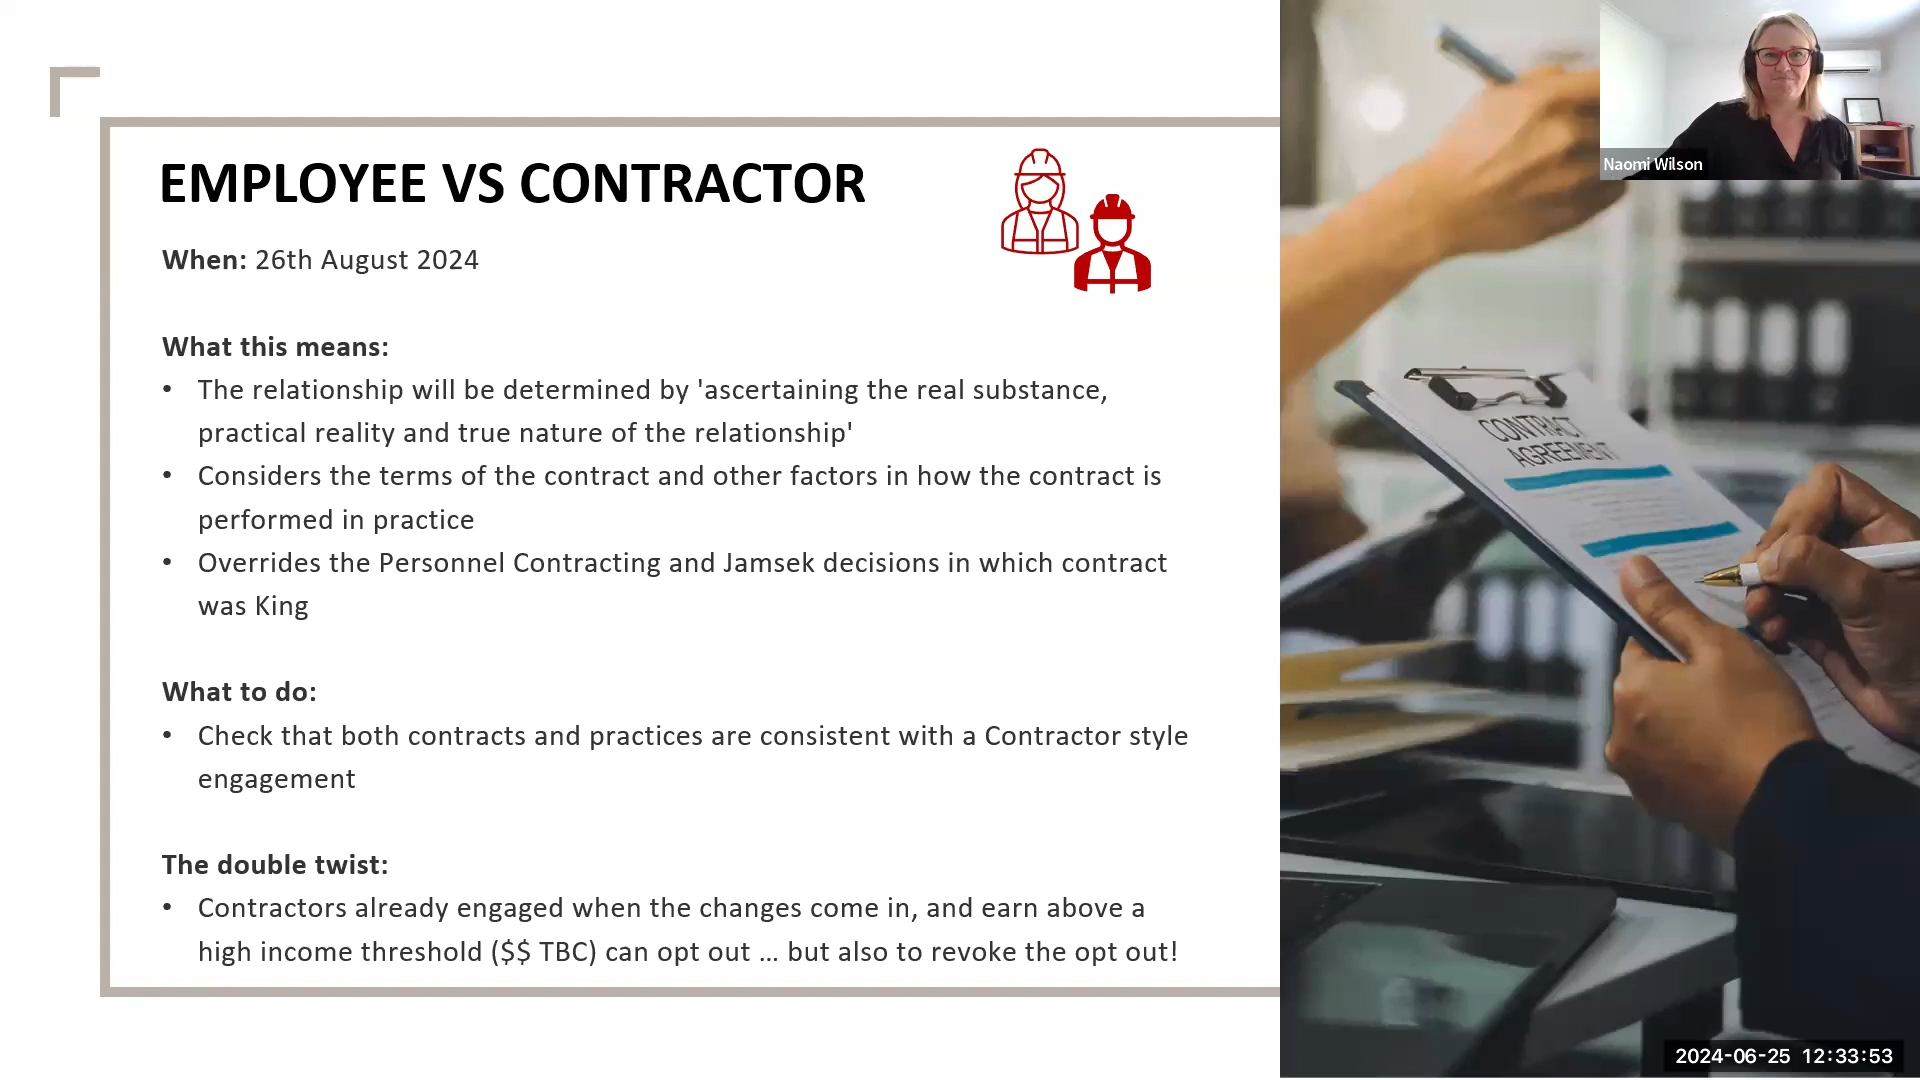 EMPLOYEE VS CONTRACTOR
When: 26th August 2024
What this means:
• The relationship will be determined by 'ascertaining the real substance,
practical reality and true nature of the relationship'
• Considers the terms of the contract and other factors in how the contract is
performed in practice
• Overrides the Personnel Contracting and Jamsek decisions in which contract
was King
What to do:
• Check that both contracts and practices are consistent with a Contractor style
engagement
The double twist:
• Contractors already engaged when the changes come in, and earn above a
high income threshold ($$ TBC) can opt out ... but also to revoke the opt out!
Naomi Wilson
CONTRACT
AGREEMENT
2024-06-25 12:33:53